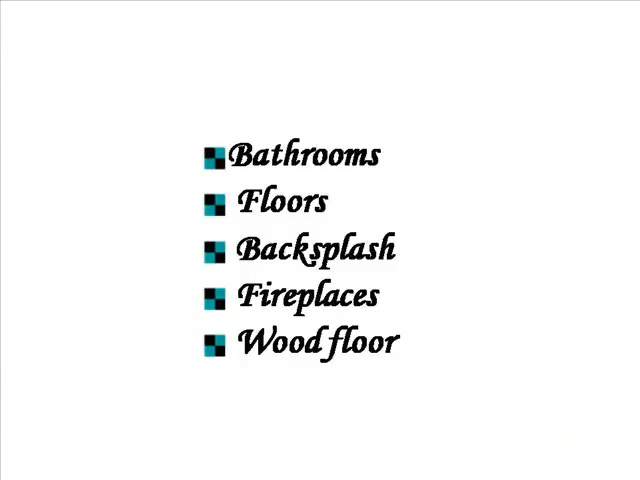 Bathrooms
Floors
Backsplash
Fireplaces
Wood floor